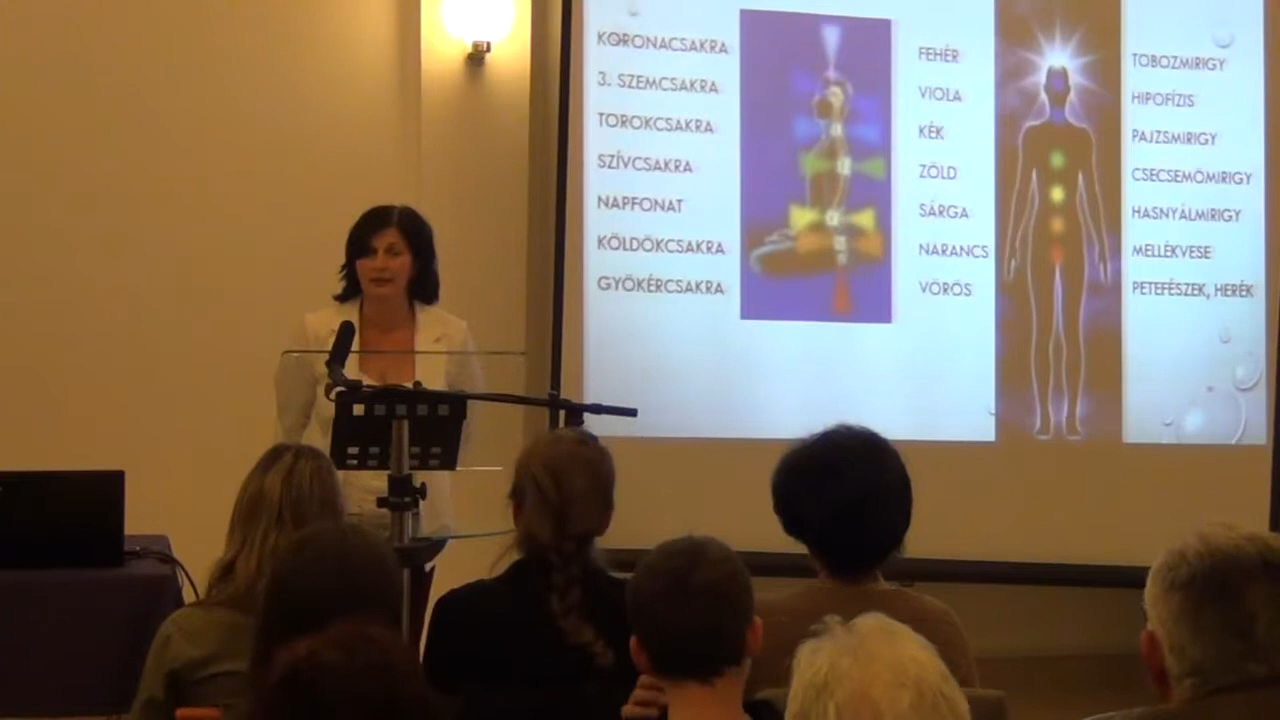 KORONACSAKRA
3. SZEMCSAKRA
TOROKCSAKRA
SZÍVCSAKRA
NAPFONAT
KÖLDÖKCSAKRA
GYÖKÉRCSAKRA
FEHÉR
VIOLA
KÉK
ZÖLD
SÁRGA
NARANCS
VÖRÖS
TOBOZMIRIGY
HIPOFÍZIS
PAJZSMIRIGY
CSECSEMŐMIRIGY
HASNYÁLMIRIGY
MELLÉKVESE
PETEFÉSZEK, HERÉK